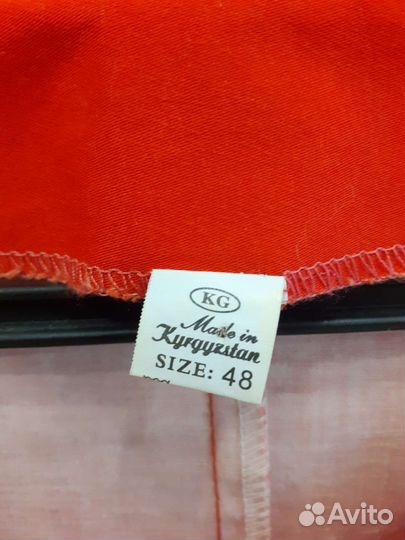 KG
Made in
Kyrgyzstan
SIZE: 48
Avito